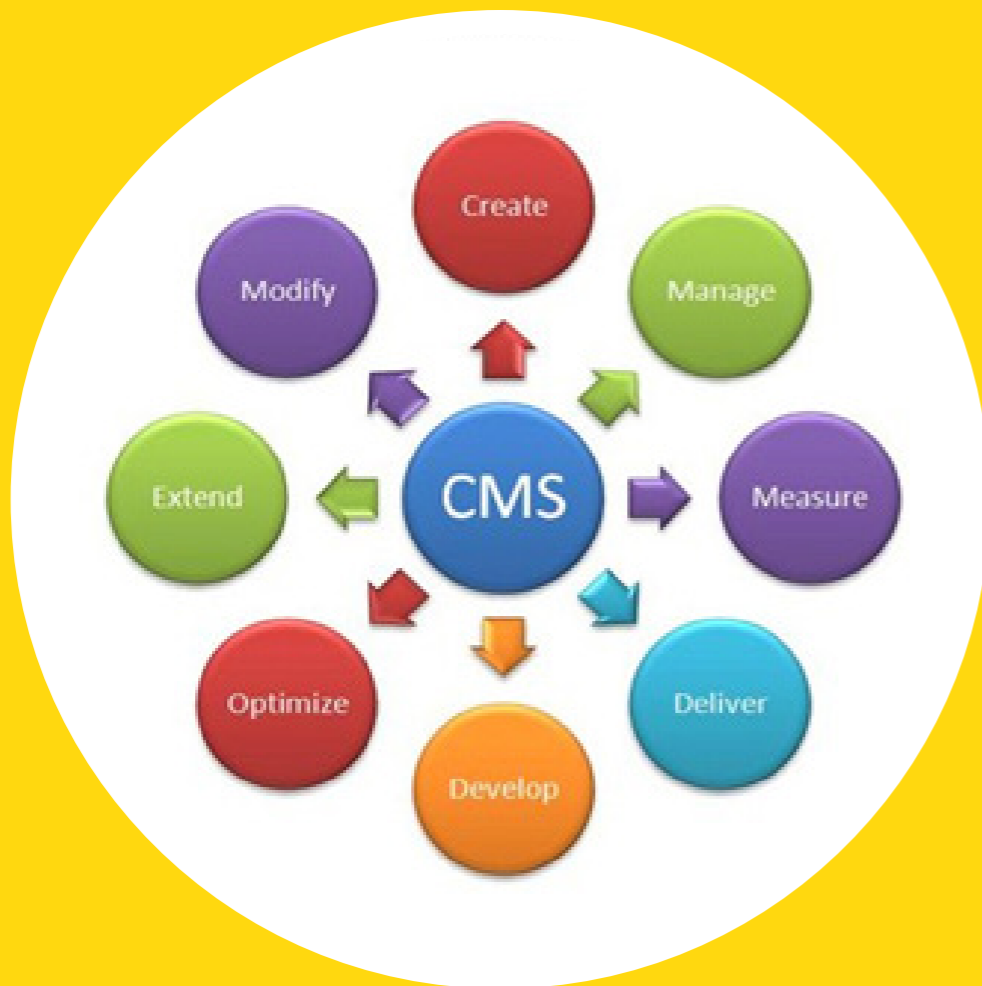 Create
Modify
Manage
Extend
CMS
Measure
Optimize
Deliver
Develop